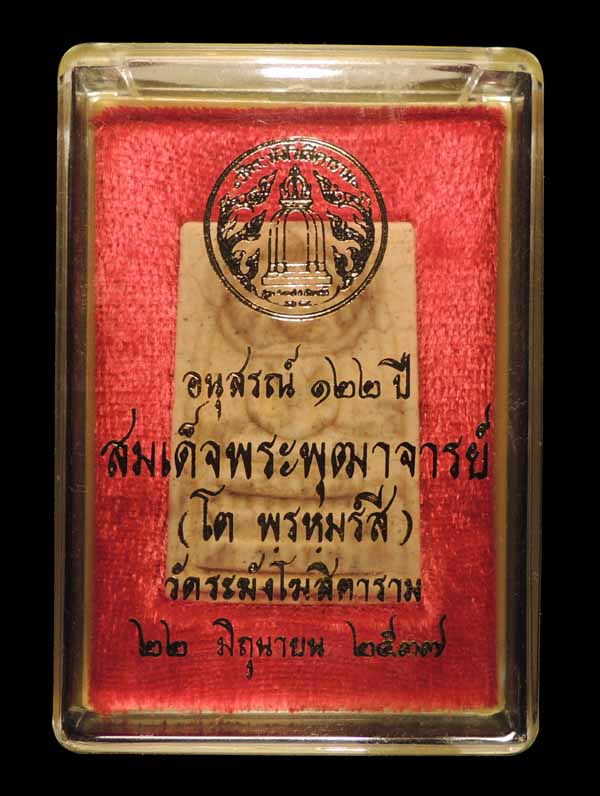 อนุสรณ์ ๑๒๒ ปี
สมเด็จพระพุฒาจารย์
(โต พฺรหฺมรํสี)
วัดระฆังโฆสิตาราม
๒๒ มิถุนายน ๒๕๓๗